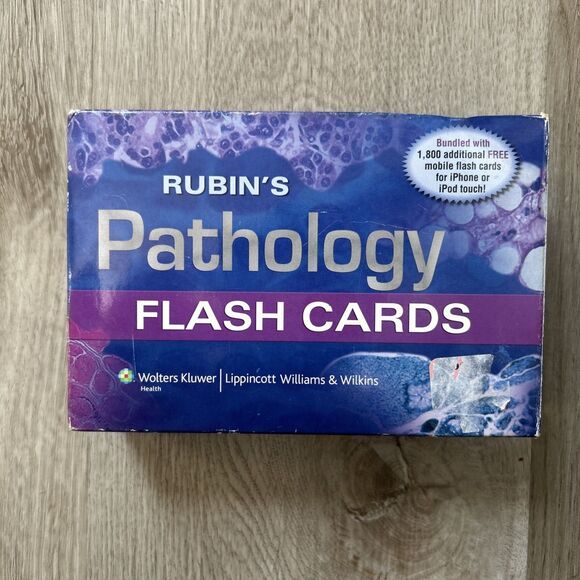 Bundled with
1,800 additional FREE
mobile flash cards
for iPhone or
iPod touch!
RUBIN'S
Pathology
FLASH CARDS
Wolters Kluwer | Lippincott Williams & Wilkins
Health